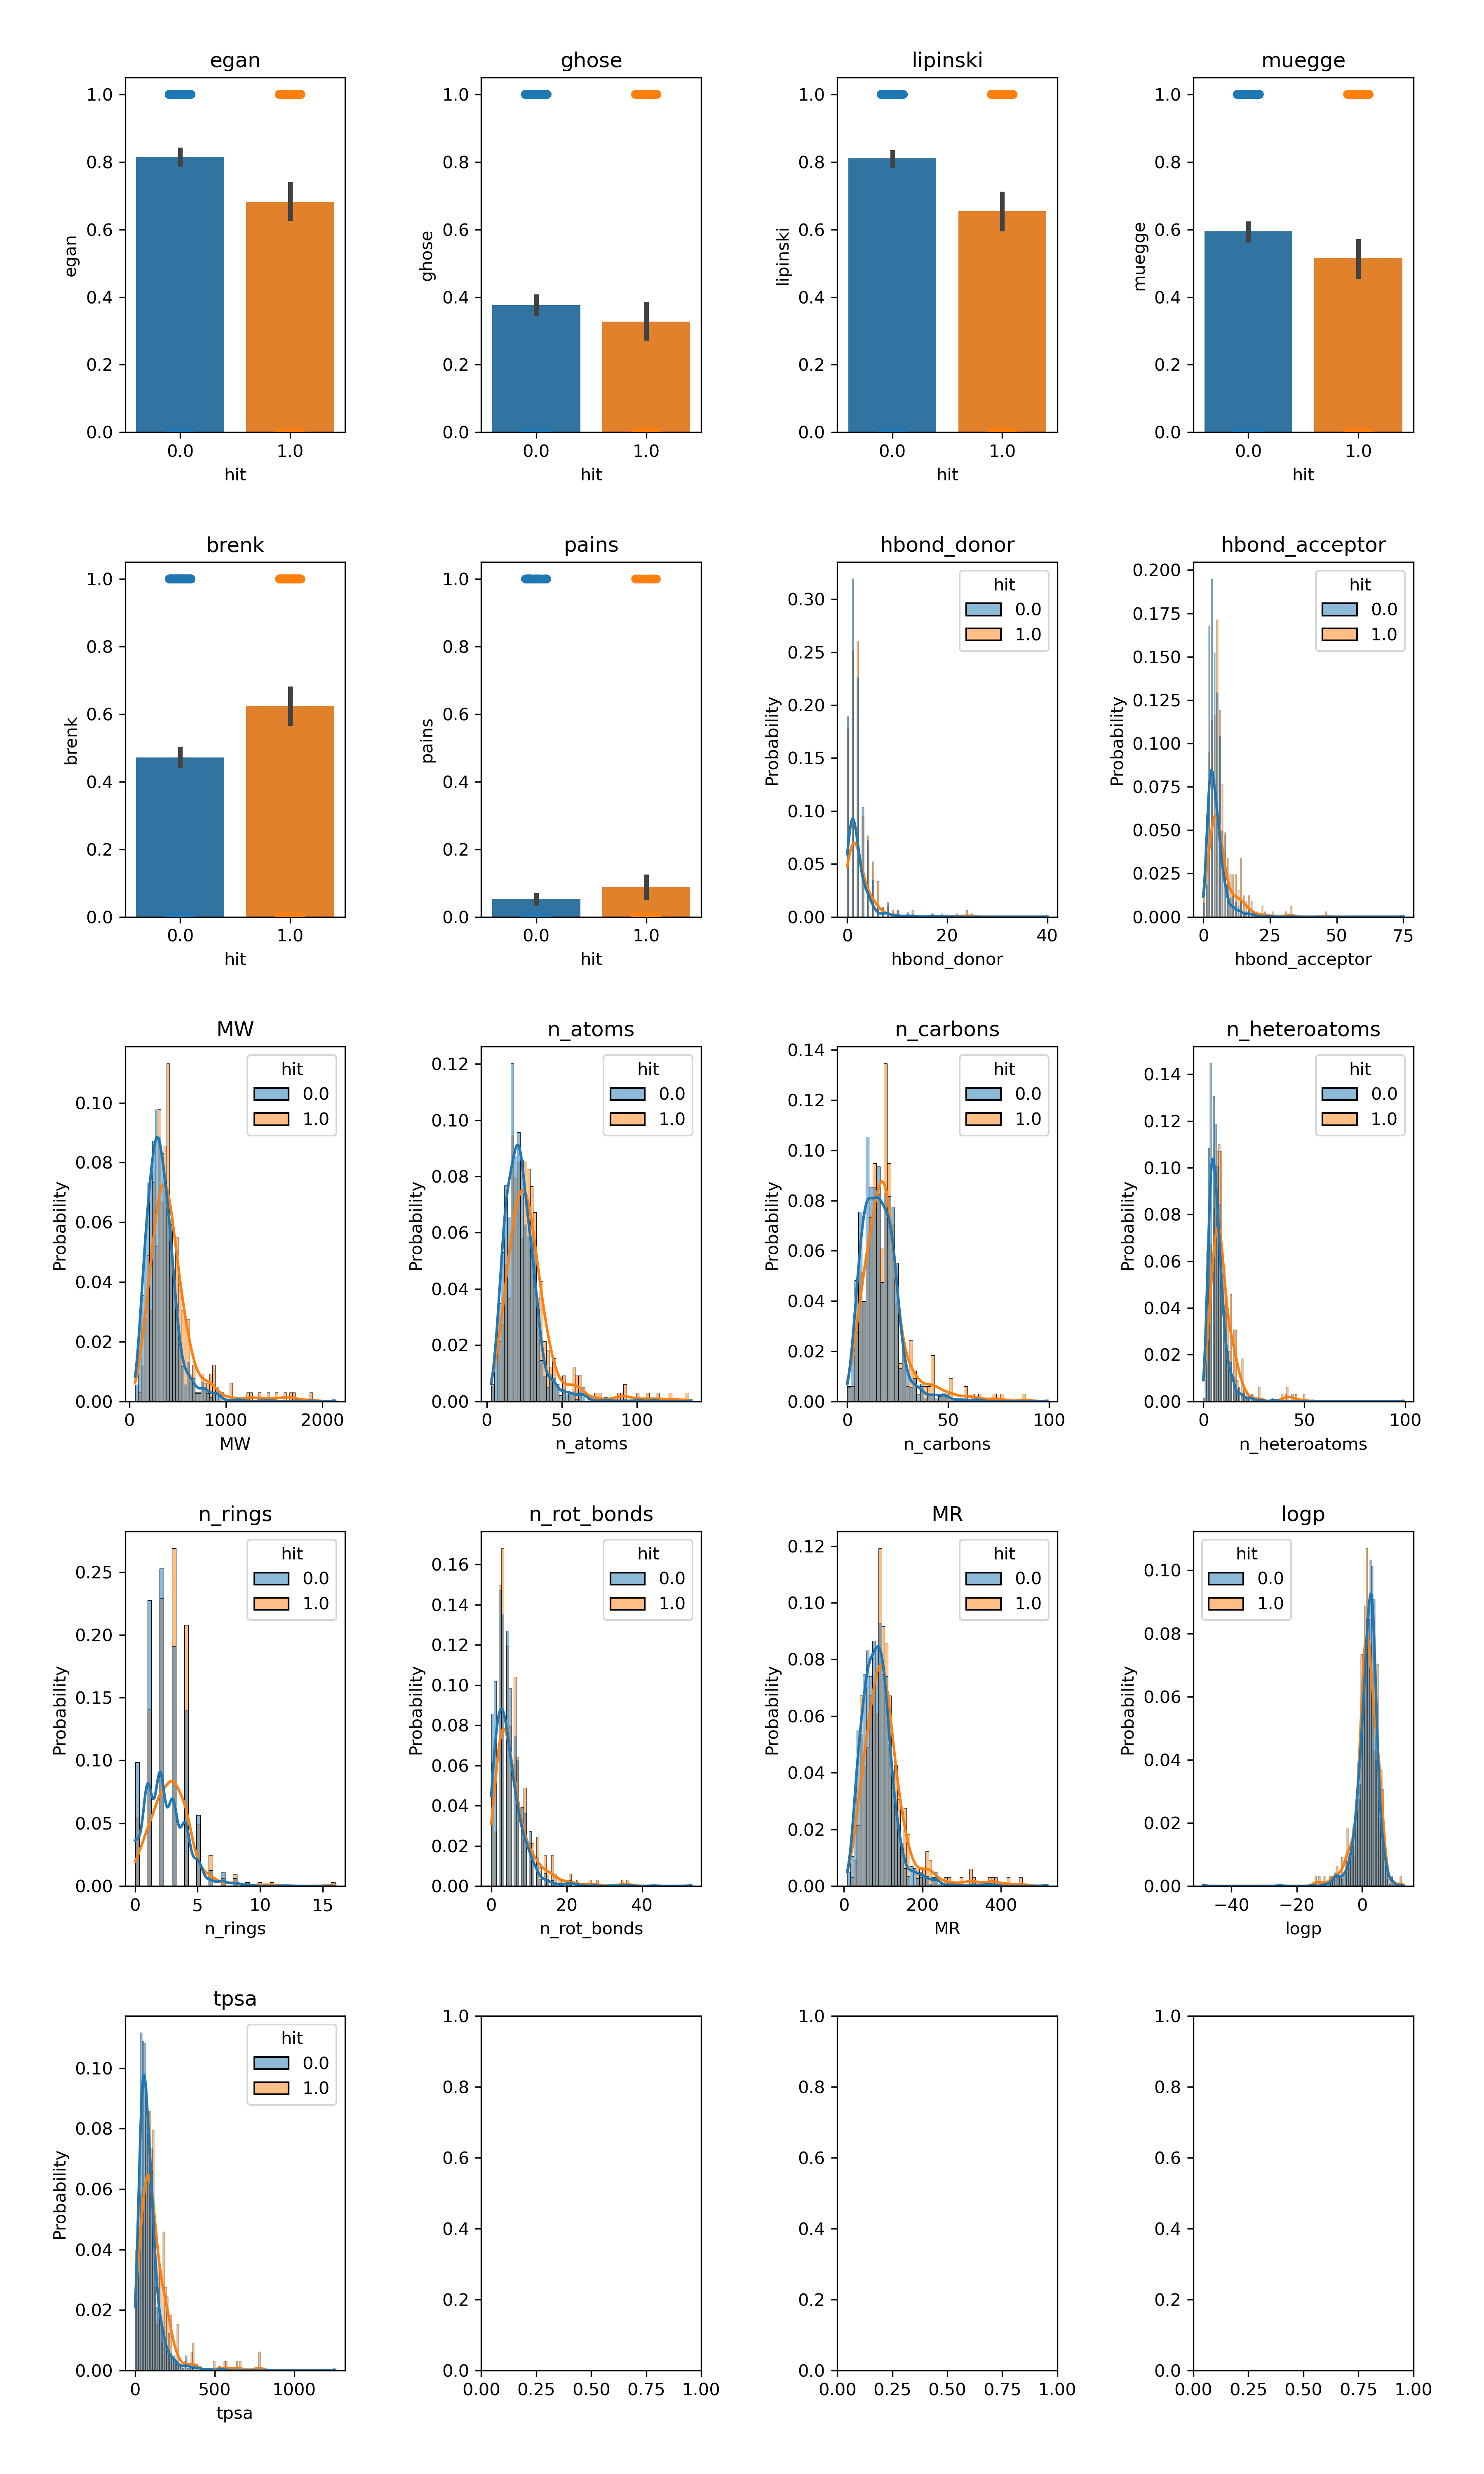 egan
egan
1.0
0.8
0.6
0.4
0.2
0.0
0.0 1.0
hit
ghose
ghose
1.0
0.8
0.6
0.4
0.2
0.0
0.0 1.0
hit
lipinski
lipinski
1.0
0.8
0.6
0.4
0.2
0.0
0.0 1.0
hit
muegge
muegge
1.0
0.8
0.6
0.4
0.2
0.0
0.0 1.0
hit
brenk
brenk
1.0
0.8
0.6
0.4
0.2
0.0
0.0 1.0
hit
pains
pains
1.0
0.8
0.6
0.4
0.2
0.0
0.0 1.0
hit
hbond_donor
Probability
0.30
0.25
0.20
0.15
0.10
0.05
0.00
hit
0.0
1.0
0 20 40
hbond_donor
hbond_acceptor
Probability
0.200
0.175
0.150
0.125
0.100
0.075
0.050
0.025
0.000
hit
0.0
1.0
0 25 50 75
hbond_acceptor
MW
Probability
0.10
0.08
0.06
0.04
0.02
0.00
hit
0.0
1.0
0 1000 2000
MW
n_atoms
Probability
0.12
0.10
0.08
0.06
0.04
0.02
0.00
hit
0.0
1.0
0 50 100
n_atoms
n_carbons
Probability
0.14
0.12
0.10
0.08
0.06
0.04
0.02
0.00
hit
0.0
1.0
0 50 100
n_carbons
n_heteroatoms
Probability
0.14
0.12
0.10
0.08
0.06
0.04
0.02
0.00
hit
0.0
1.0
0 50 100
n_heteroatoms
n_rings
Probability
0.25
0.20
0.15
0.10
0.05
0.00
hit
0.0
1.0
0 5 10 15
n_rings
n_rot_bonds
Probability
0.16
0.14
0.12
0.10
0.08
0.06
0.04
0.02
0.00
hit
0.0
1.0
0 20 40
n_rot_bonds
MR
Probability
0.12
0.10
0.08
0.06
0.04
0.02
0.00
hit
0.0
1.0
0 200 400
MR
logp
Probability
0.10
0.08
0.06
0.04
0.02
0.00
hit
0.0
1.0
−40 −20 0
logp
tpsa
Probability
0.10
0.08
0.06
0.04
0.02
0.00
hit
0.0
1.0
0 500 1000
tpsa
1.0
0.8
0.6
0.4
0.2
0.0
0.00 0.25 0.50 0.75 1.00
1.0
0.8
0.6
0.4
0.2
0.0
0.00 0.25 0.50 0.75 1.00
1.0
0.8
0.6
0.4
0.2
0.0
0.00 0.25 0.50 0.75 1.00